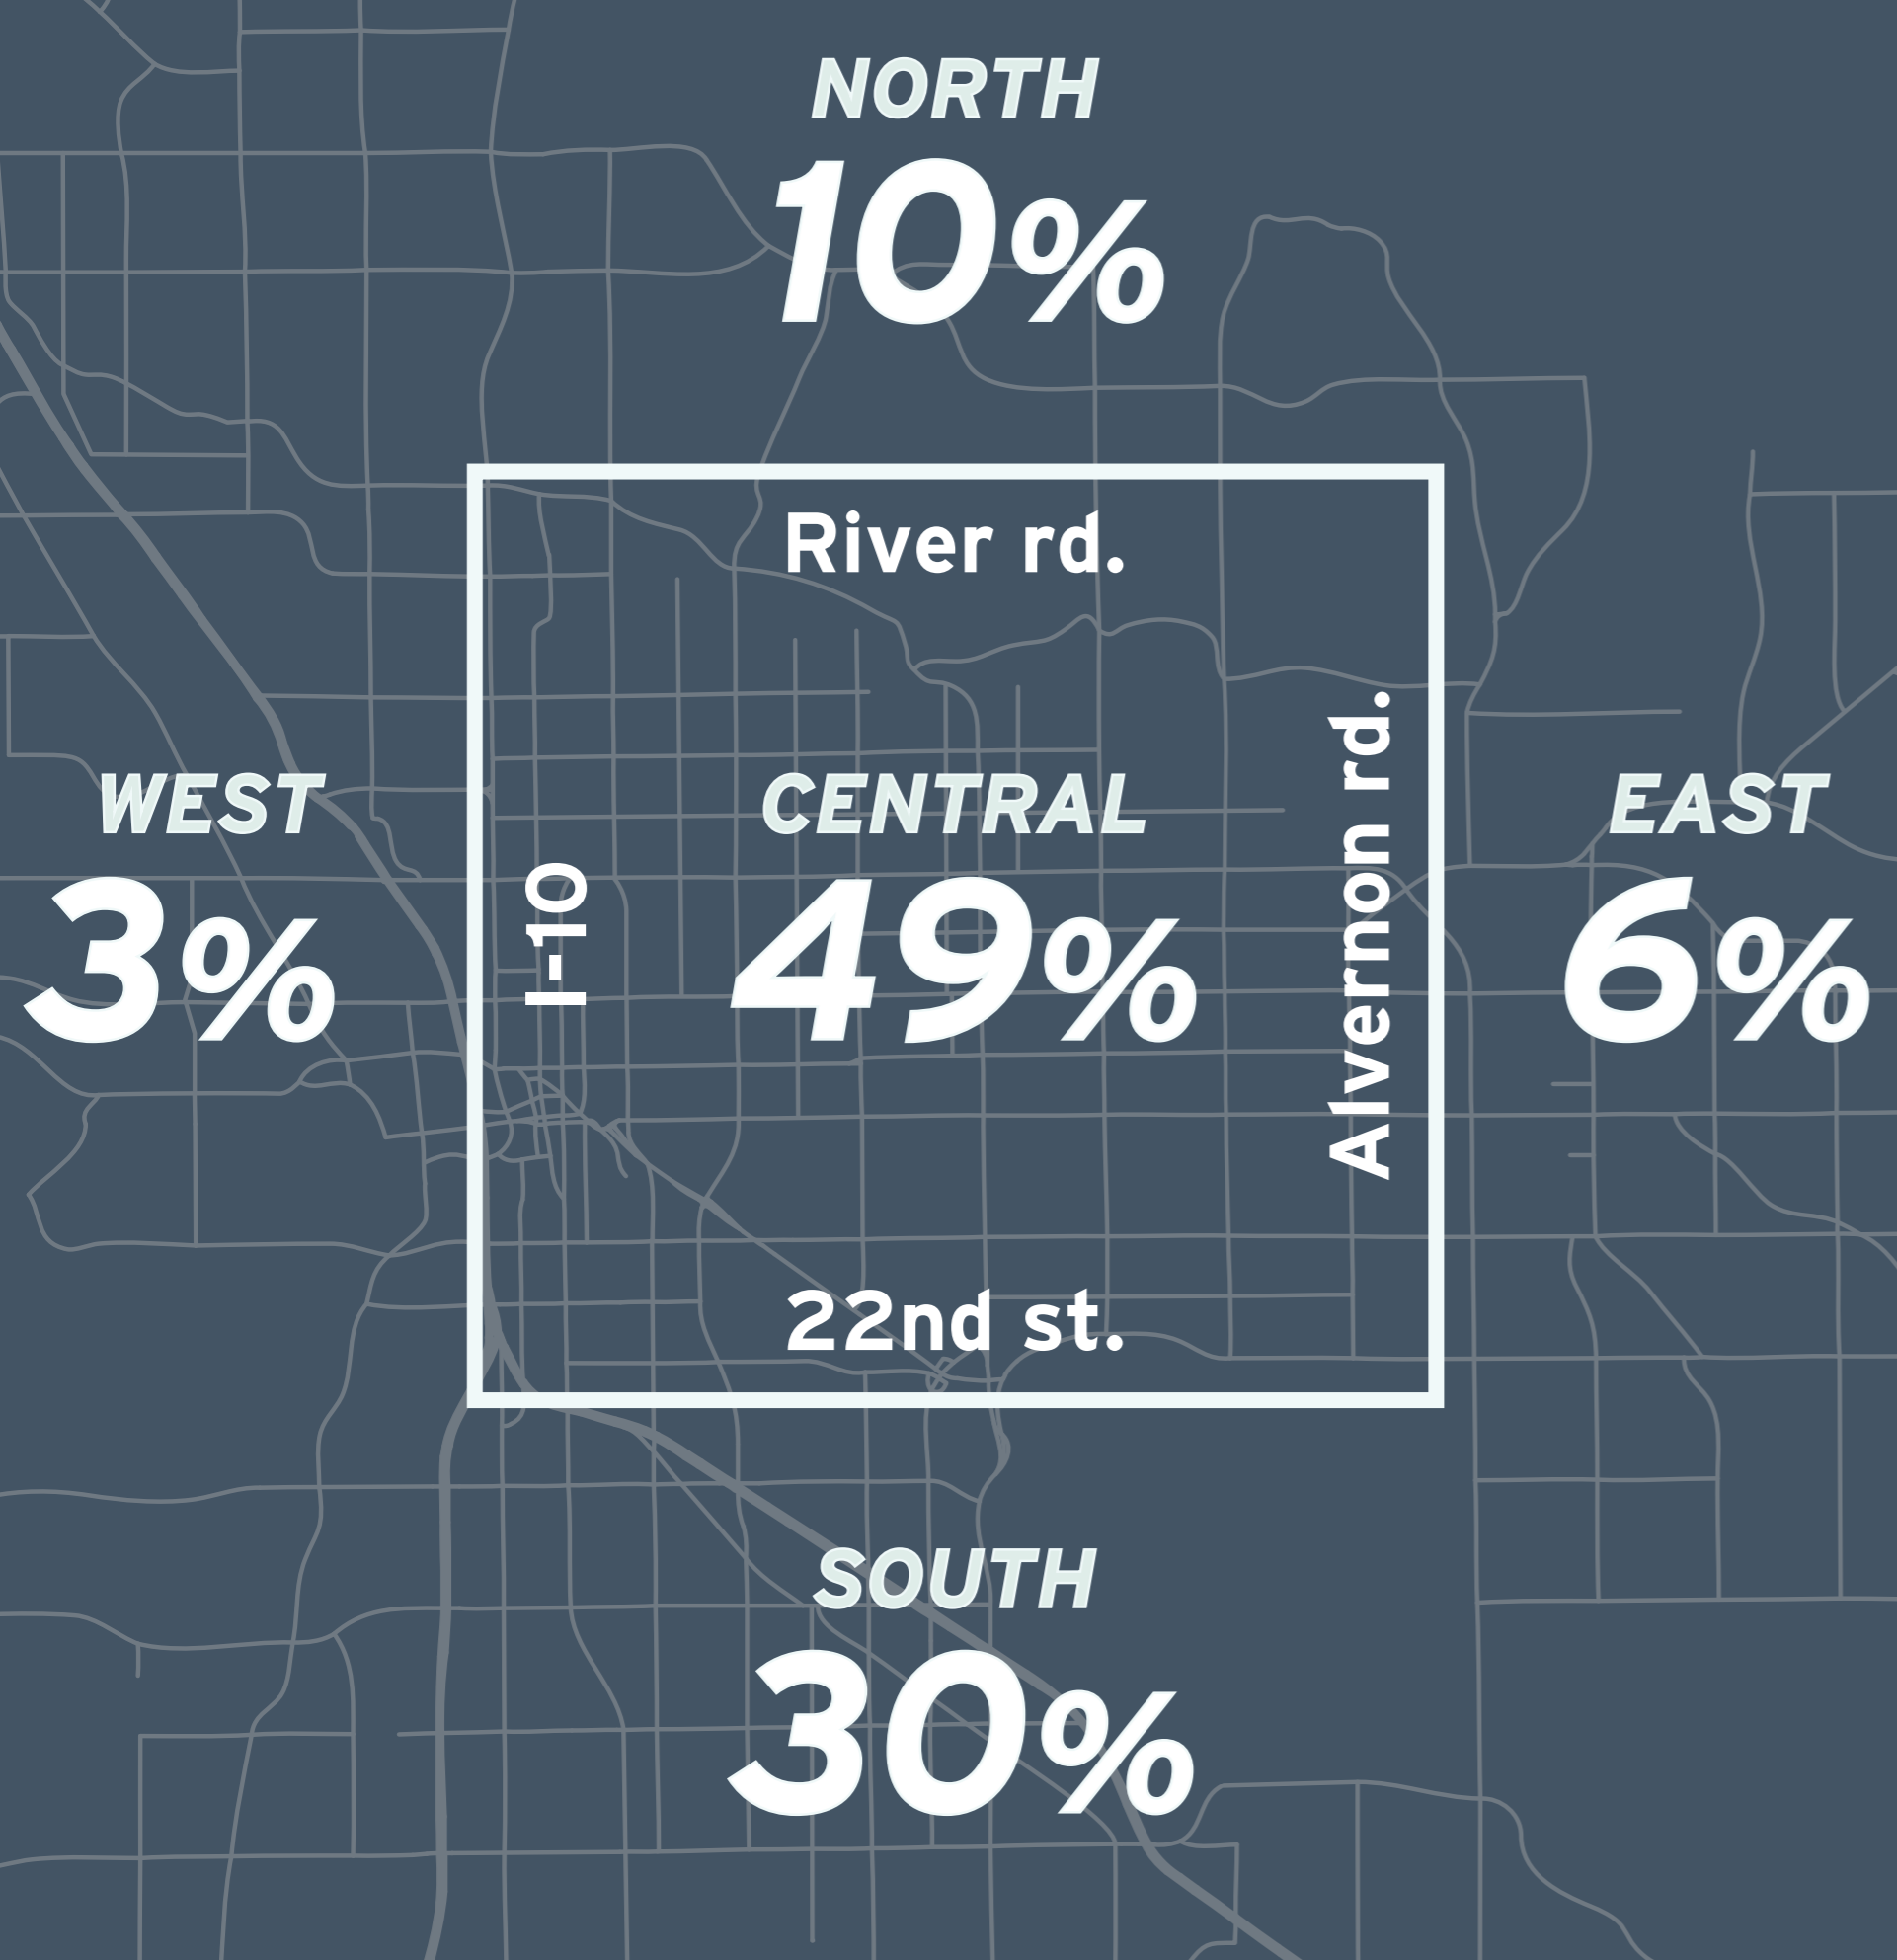 NORTH
10%
River rd.
WEST
3%
I-10
CENTRAL
49%
Alvernon rd.
EAST
6%
22nd st.
SOUTH
30%